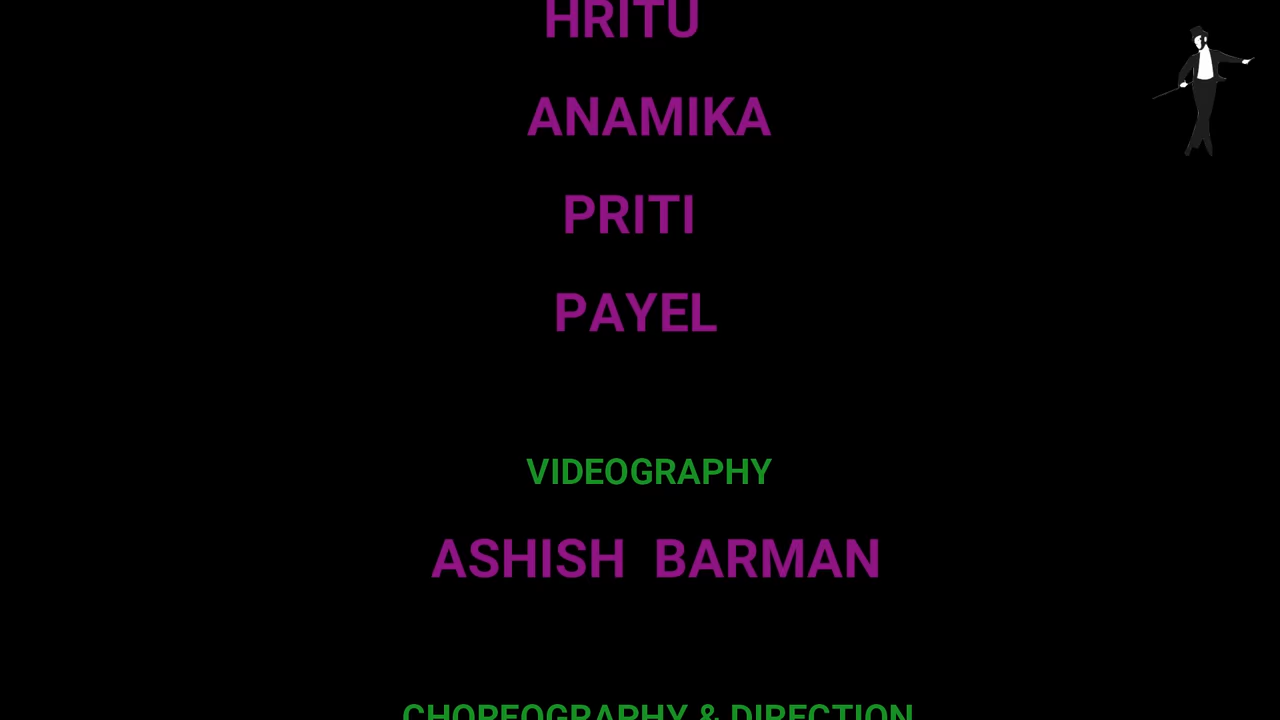 HRITU
ANAMIKA
PRITI
PAYEL
VIDEOGRAPHY
ASHISH BARMAN
CHOREOGRAPHY & DIRECTION